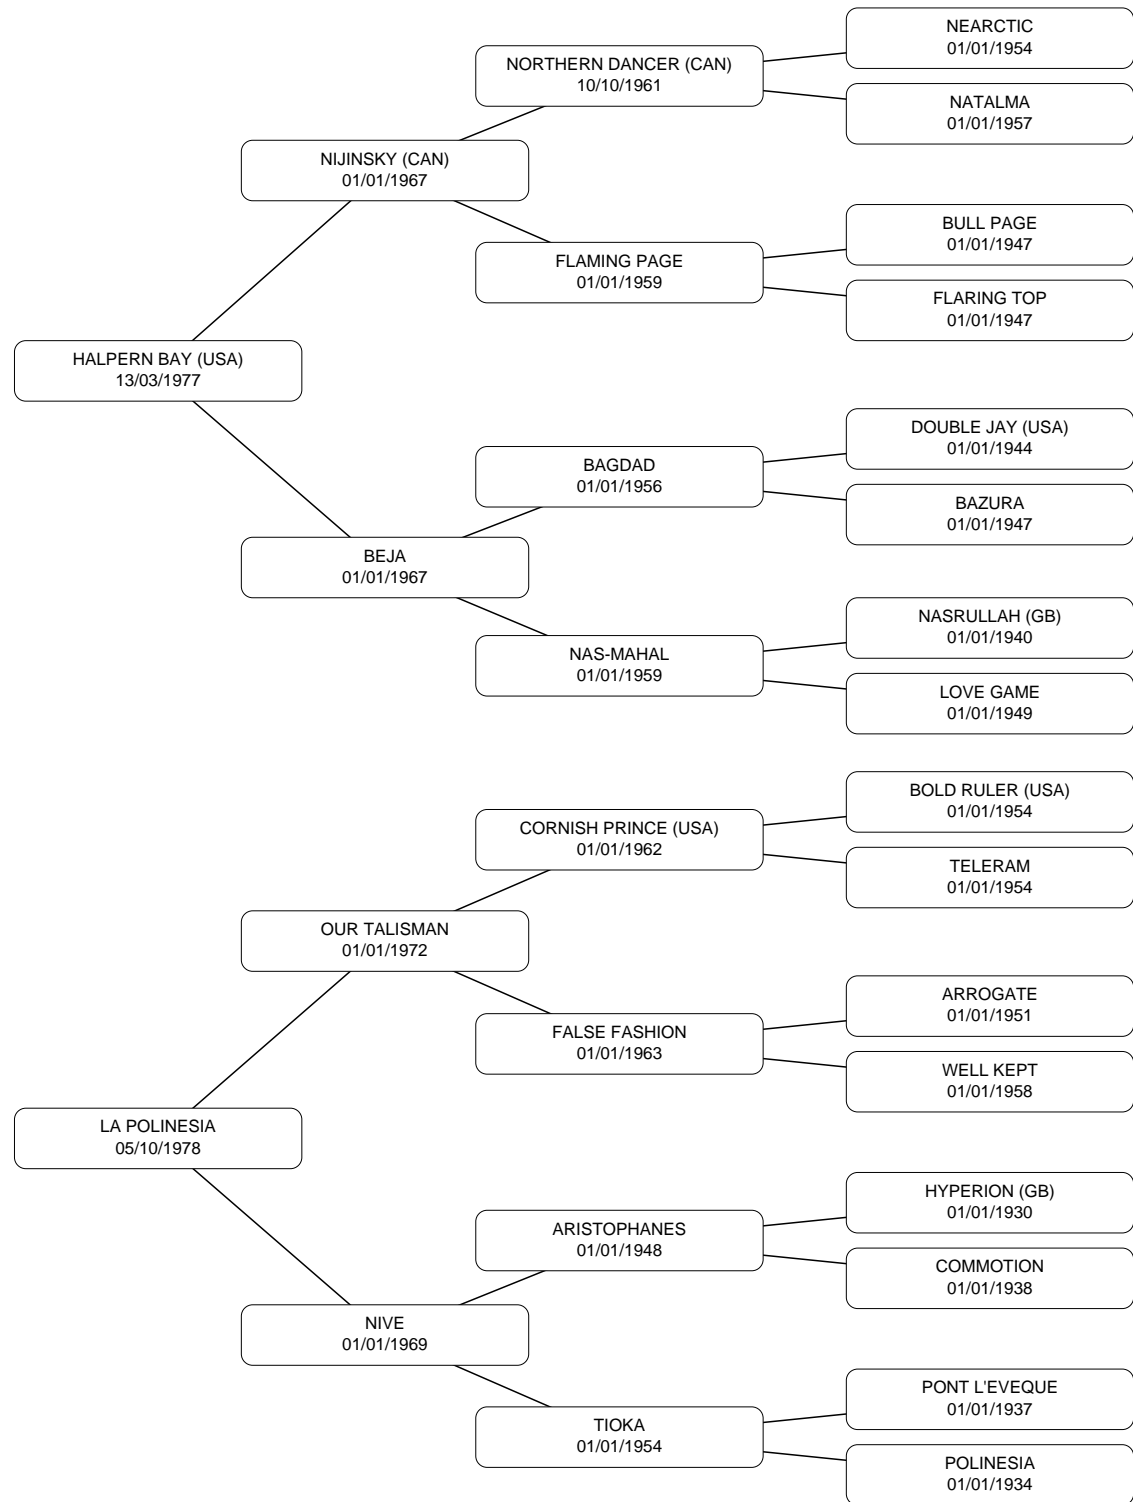 NEARCTIC
01/01/1954
NORTHERN DANCER (CAN)
10/10/1961
NATALMA
01/01/1957
NIJINSKY (CAN)
01/01/1967
BULL PAGE
01/01/1947
FLAMING PAGE
01/01/1959
FLARING TOP
01/01/1947
HALPERN BAY (USA)
13/03/1977
DOUBLE JAY (USA)
01/01/1944
BAGDAD
01/01/1956
BAZURA
01/01/1947
BEJA
01/01/1967
NASRULLAH (GB)
01/01/1940
NAS-MAHAL
01/01/1959
LOVE GAME
01/01/1949
BOLD RULER (USA)
01/01/1954
CORNISH PRINCE (USA)
01/01/1962
TELERAM
01/01/1954
OUR TALISMAN
01/01/1972
ARROGATE
01/01/1951
FALSE FASHION
01/01/1963
WELL KEPT
01/01/1958
LA POLINESIA
05/10/1978
HYPERION (GB)
01/01/1930
ARISTOPHANES
01/01/1948
COMMOTION
01/01/1938
NIVE
01/01/1969
PONT L'EVEQUE
01/01/1937
TIOKA
01/01/1954
POLINESIA
01/01/1934